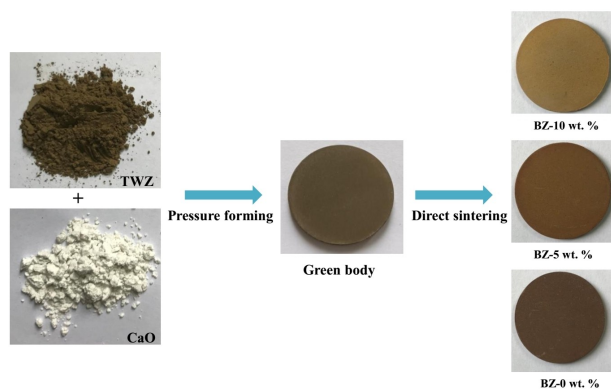 TWZ
+
CaO
Pressure forming
Green body
Direct sintering
BZ-10 wt. %
BZ-5 wt. %
BZ-0 wt. %